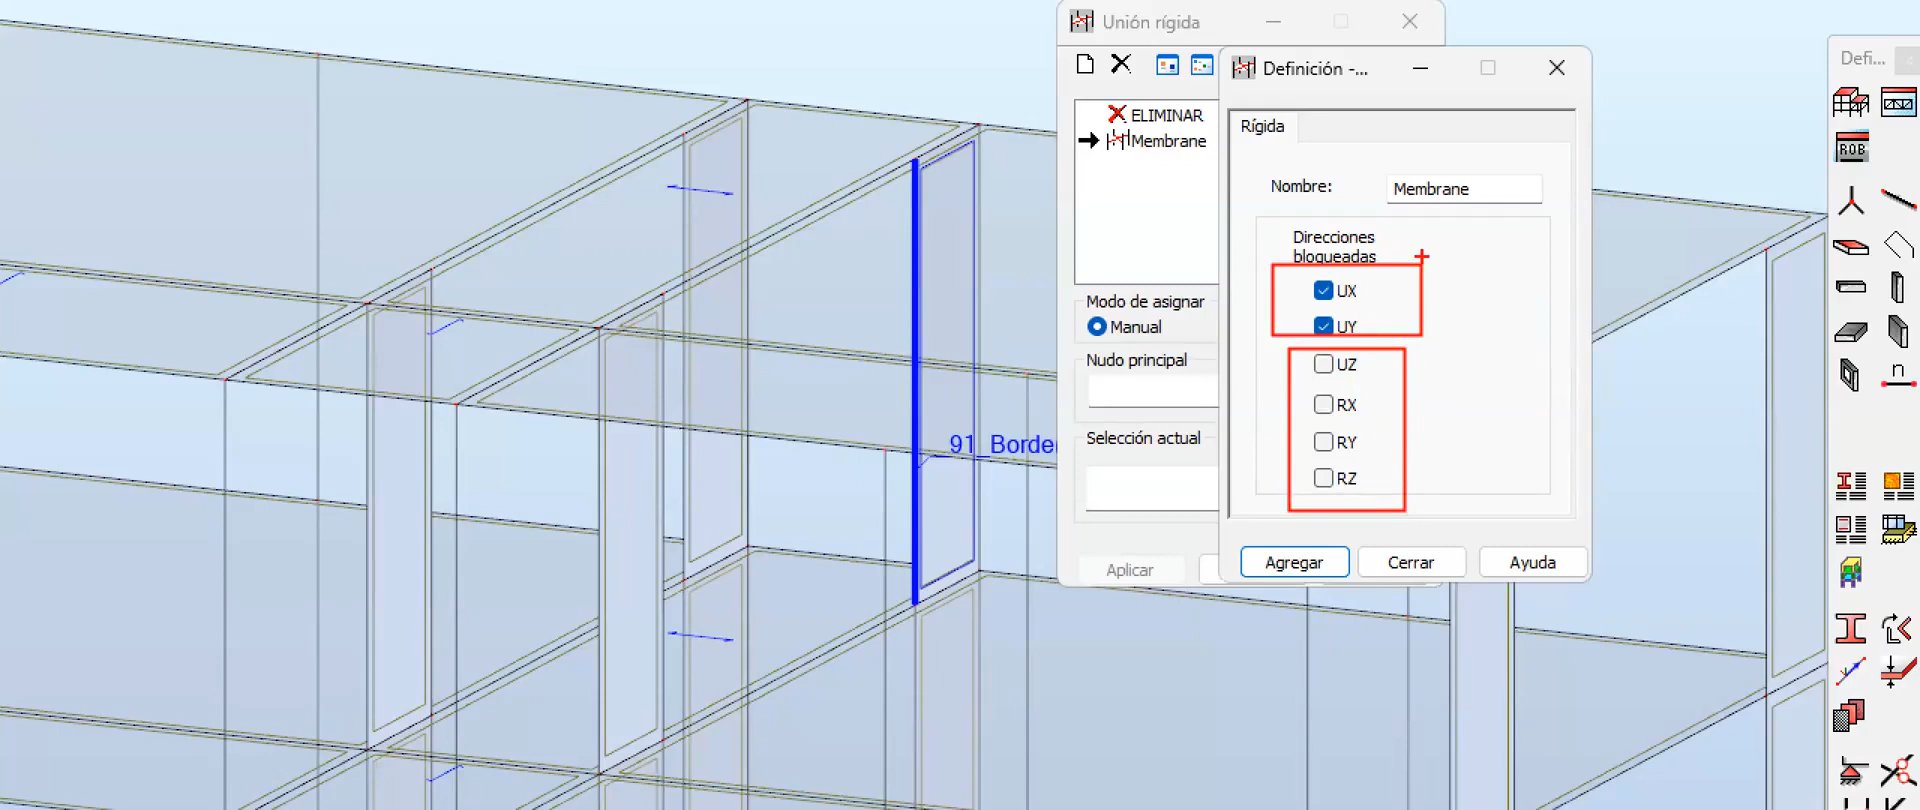 Unión rígida
Definición -...
Defi...
ELIMINAR
Membrane
Rígida
Nombre:
Membrane
Direcciones
bloqueadas
UX
UY
UZ
RX
RY
RZ
Modo de asignar
Manual
Nudo principal
Selección actual
Aplicar
Agregar
Cerrar
Ayuda
91_Borde
ROB
n